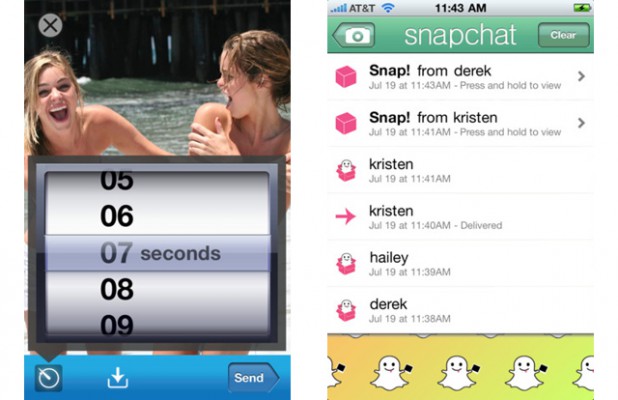 05
06
07 seconds
08
09
Send
AT&T 11:43 AM
snapchat Clear
Snap! from derek
Jul 19 at 11:43AM - Press and hold to view
Snap! from kristen
Jul 19 at 11:41AM - Press and hold to view
kristen
Jul 19 at 11:41AM
kristen
Jul 19 at 11:40AM - Delivered
hailey
Jul 19 at 11:39AM
derek
Jul 19 at 11:38AM